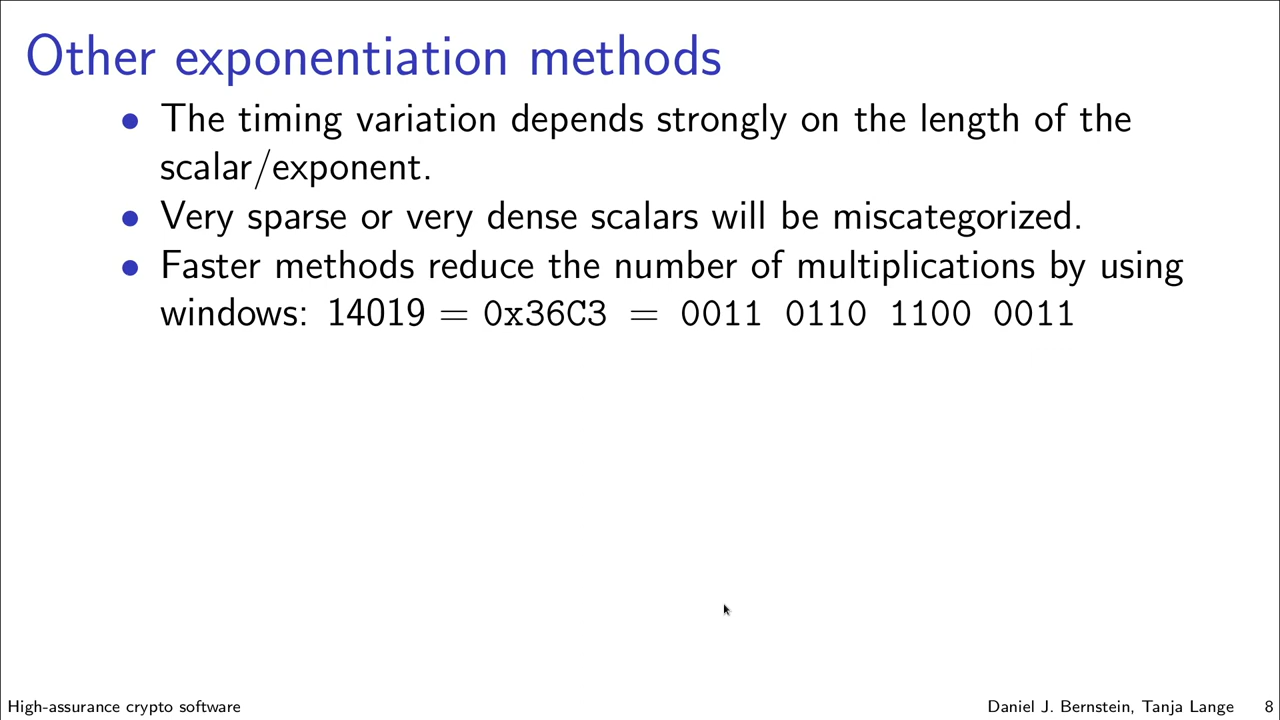 Other exponentiation methods
• The timing variation depends strongly on the length of the
scalar/exponent.
• Very sparse or very dense scalars will be miscategorized.
• Faster methods reduce the number of multiplications by using
windows: 14019 = 0x36C3 = 0011 0110 1100 0011
High-assurance crypto software
Daniel J. Bernstein, Tanja Lange 8